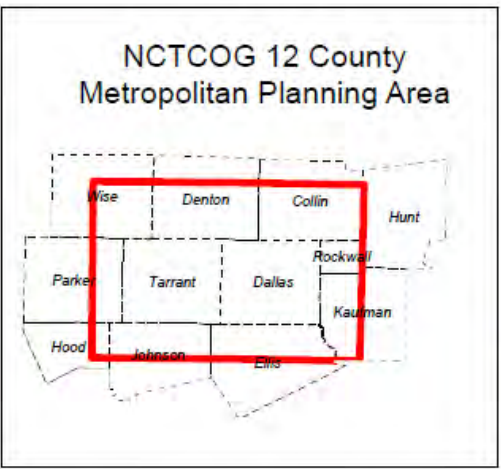 NCTCOG 12 County
Metropolitan Planning Area
Wise
Denton
Collin
Hunt
Rockwall
Parker
Tarrant
Dallas
Kaufman
Hood
Johnson
Ellis